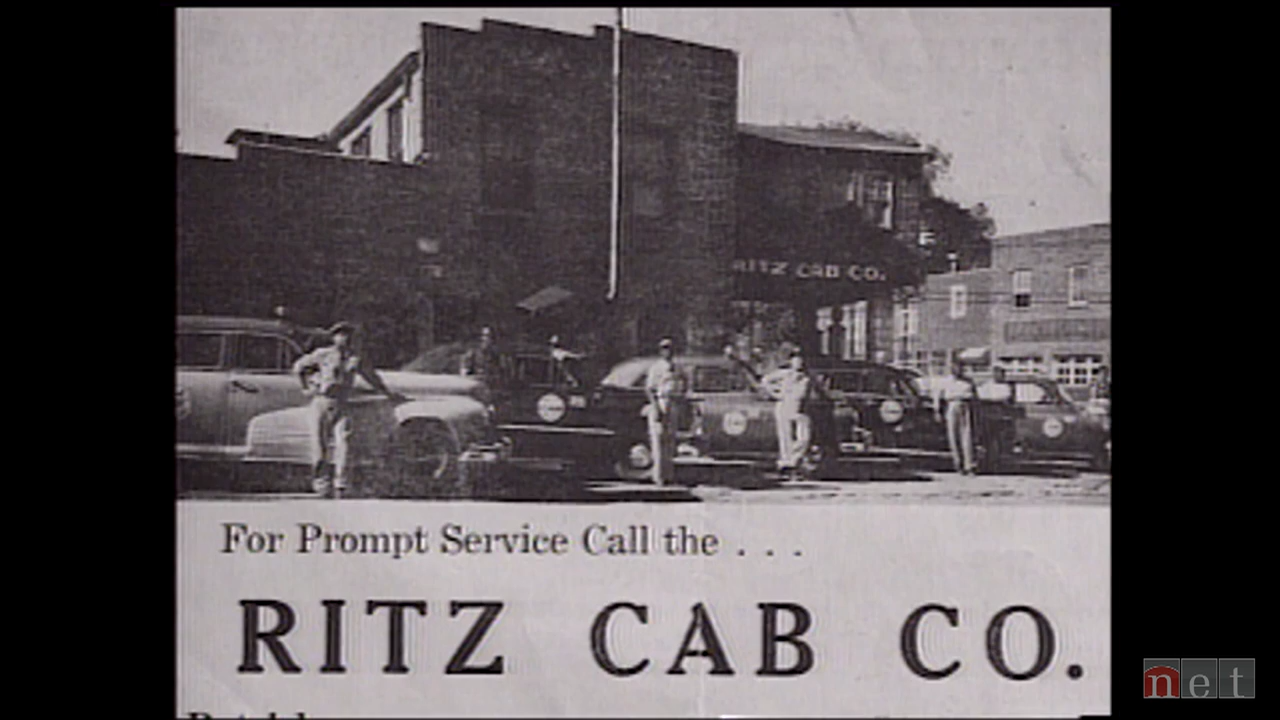 RITZ CAB CO.
For Prompt Service Call the . . .
RITZ CAB CO.
net